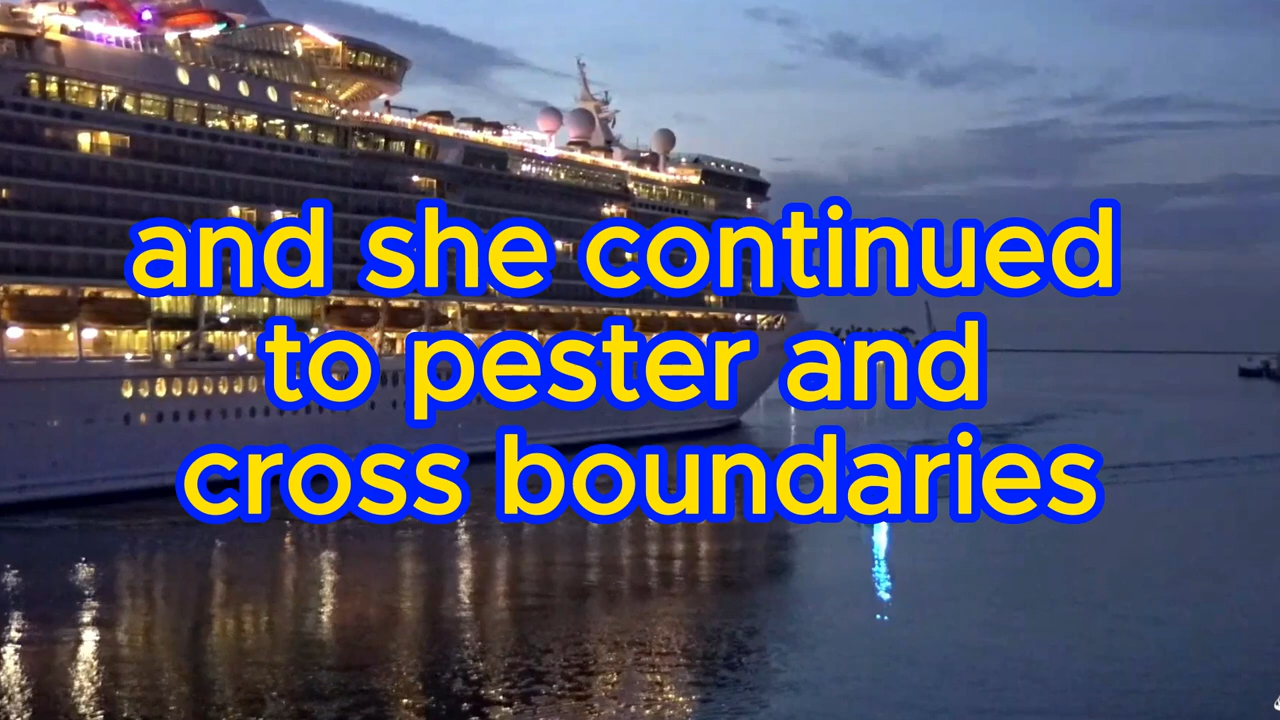 and she continued
to pester and
cross boundaries